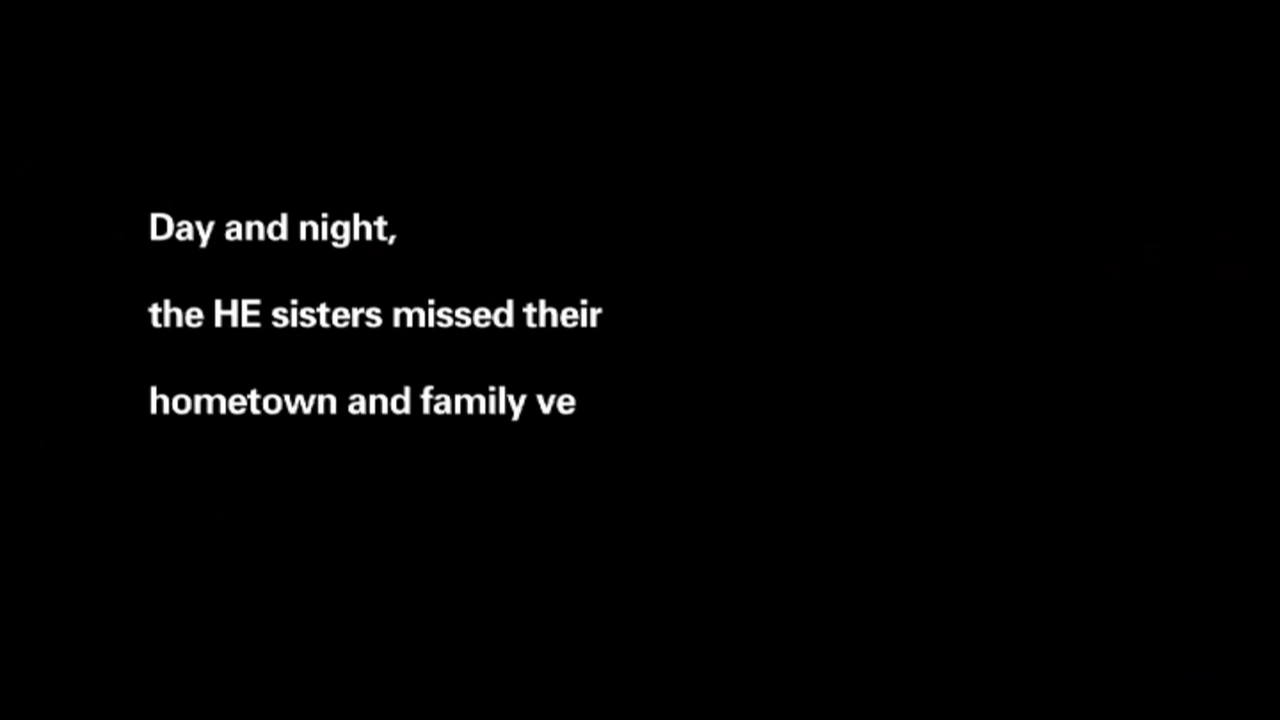 Day and night,
the HE sisters missed their
hometown and family ve